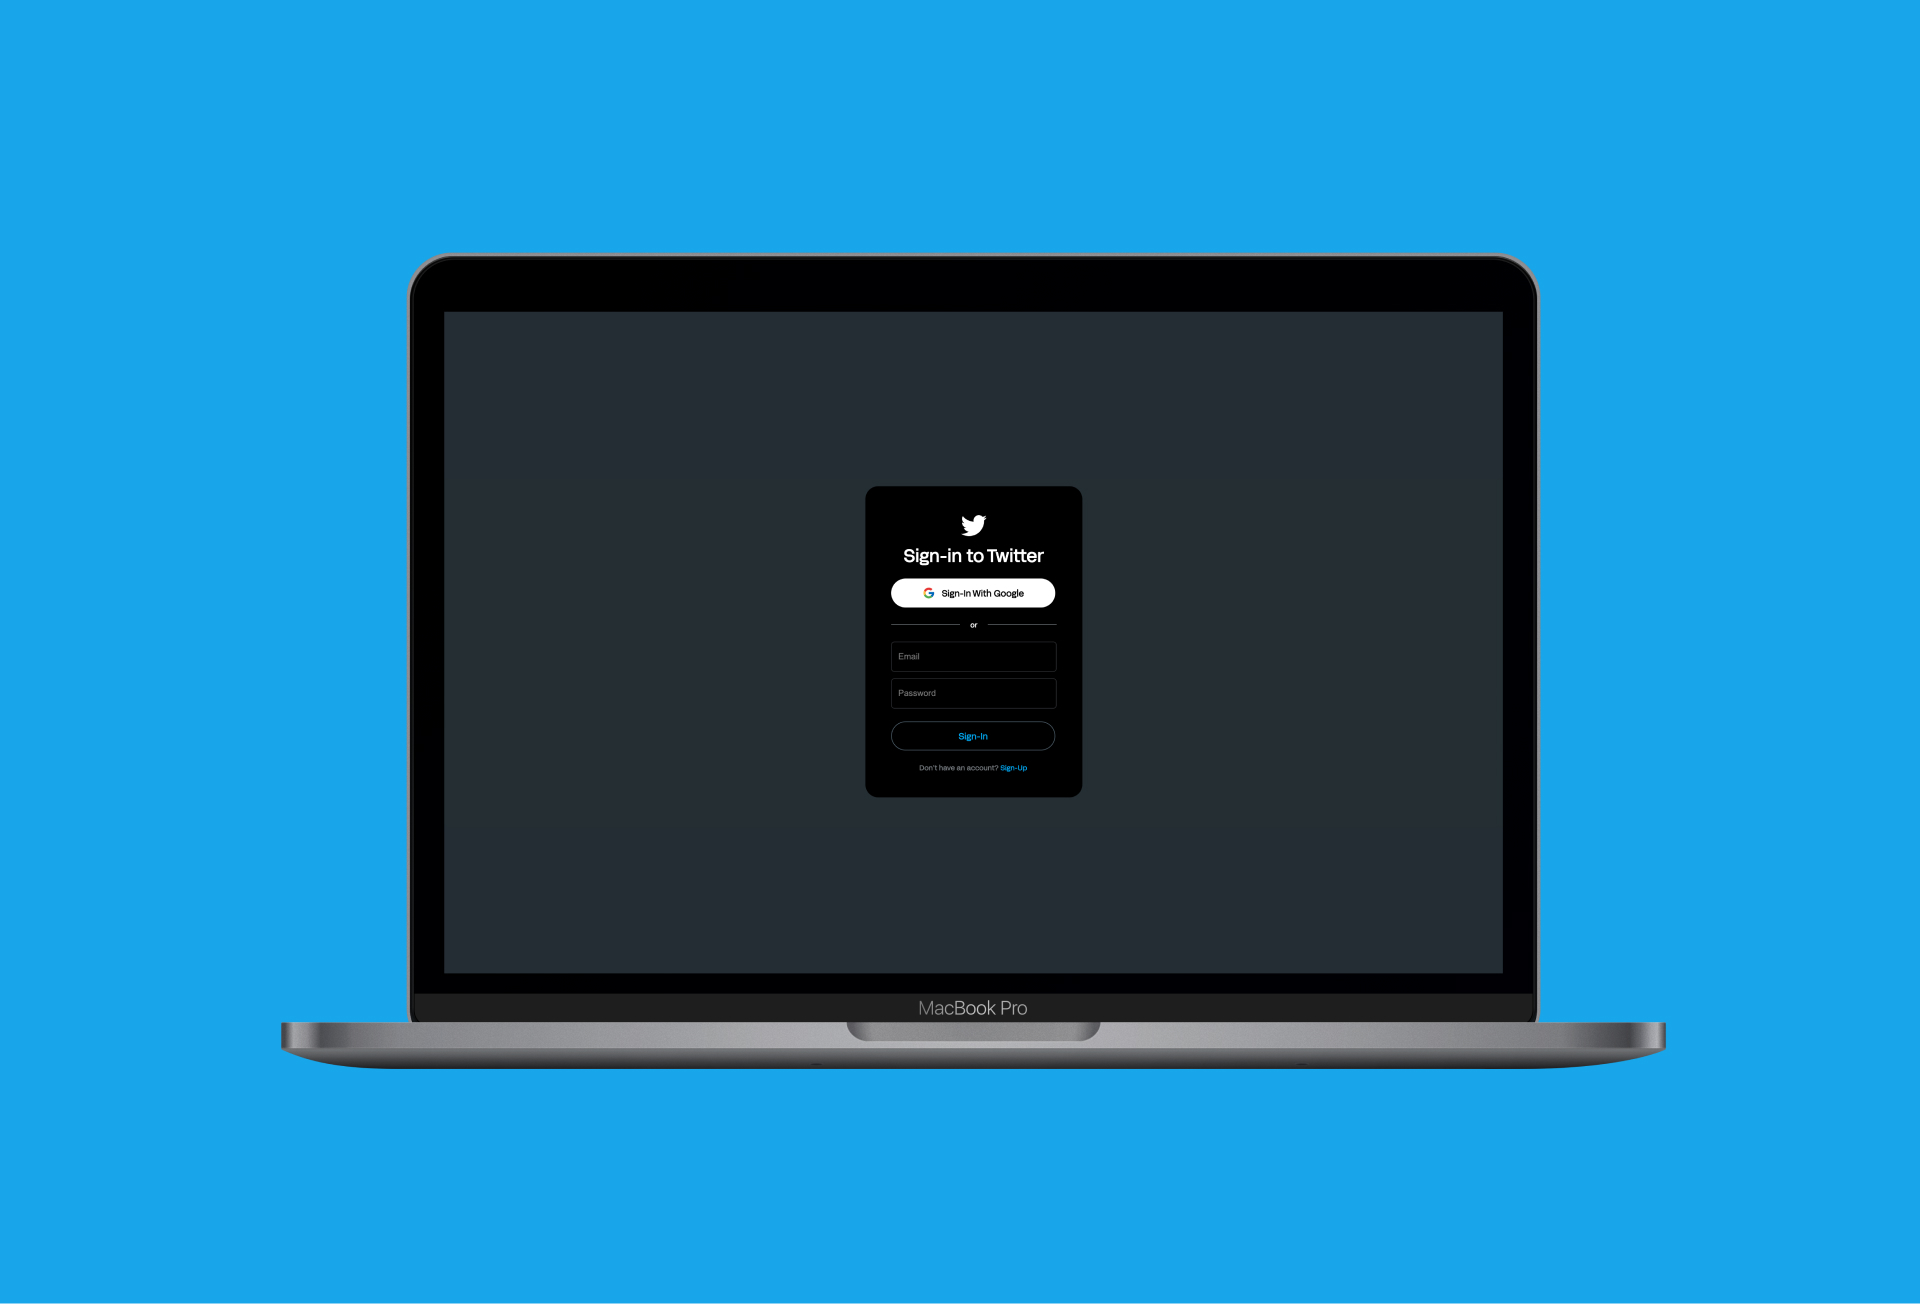 Sign-in to Twitter
Sign-In With Google
or
Email
Password
Sign-In
Don't have an account? Sign-Up
MacBook Pro